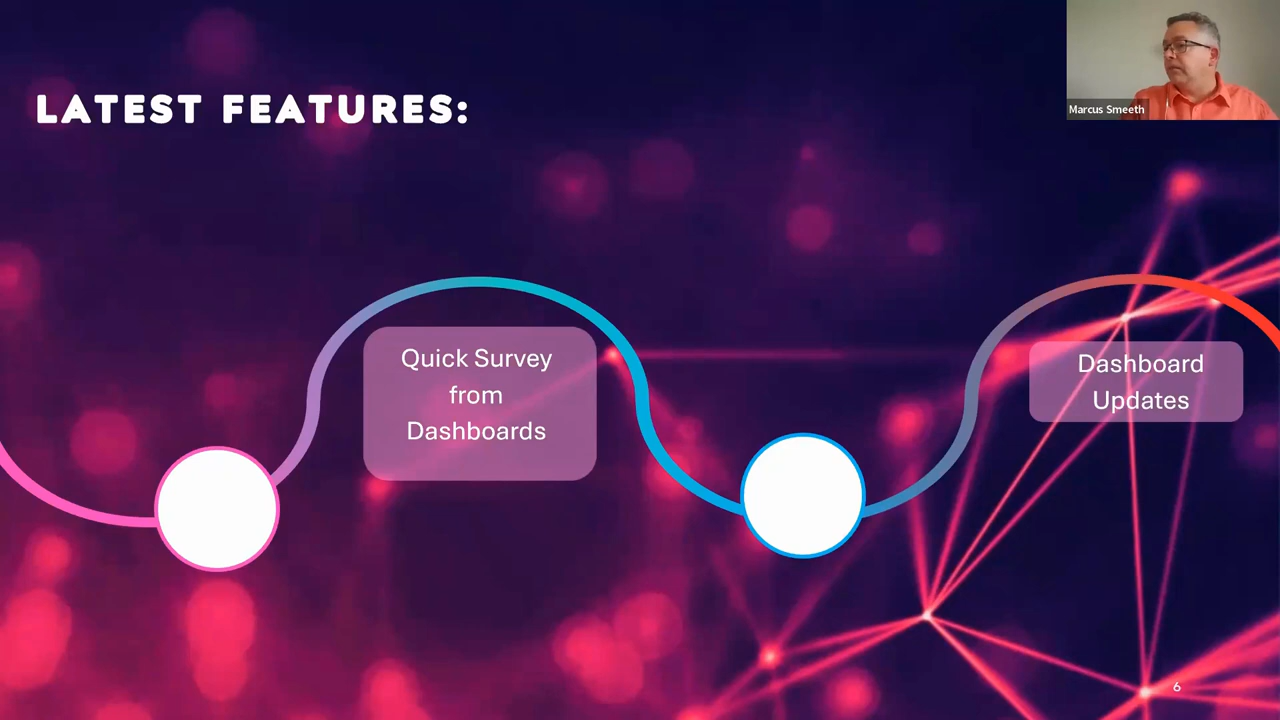 LATEST FEATURES:
Marcus Smeeth
Quick Survey
from
Dashboards
Dashboard
Updates
6